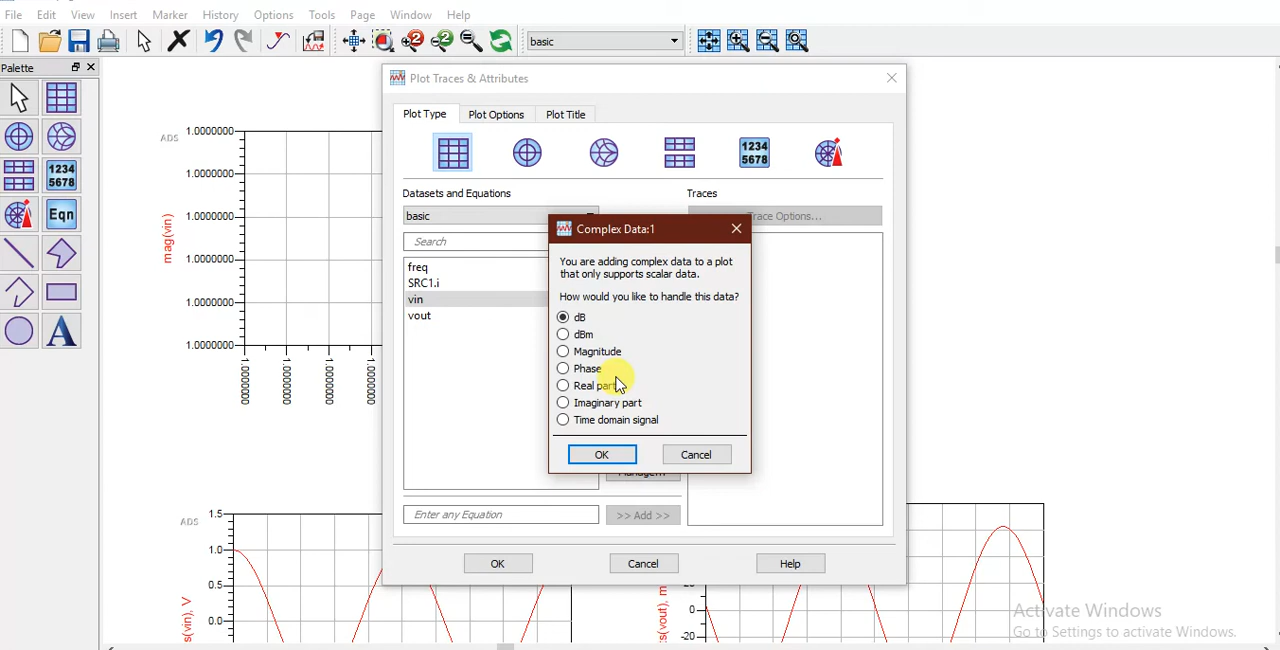 File Edit View Insert Marker History Options Tools Page Window Help
basic
Palette
Eqn
1234
5678
A
ADS
mag(vin)
1.0000000
1.0000000
1.0000000
1.0000000
1.0000000
1.0000000
Plot Traces & Attributes
Plot Type Plot Options Plot Title
1234
5678
Datasets and Equations
Traces
basic
Trace Options...
Search
freq
SRC1.i
vin
vout
Complex Data:1
You are adding complex data to a plot
that only supports scalar data.
How would you like to handle this data?
dB
dBm
Magnitude
Phase
Real part
Imaginary part
Time domain signal
OK Cancel
Enter any Equation
>> Add >>
OK Cancel Help
ADS
1.5
1.0
0.5
0.0
0
-20
Activate Windows
Go to Settings to activate Windows.